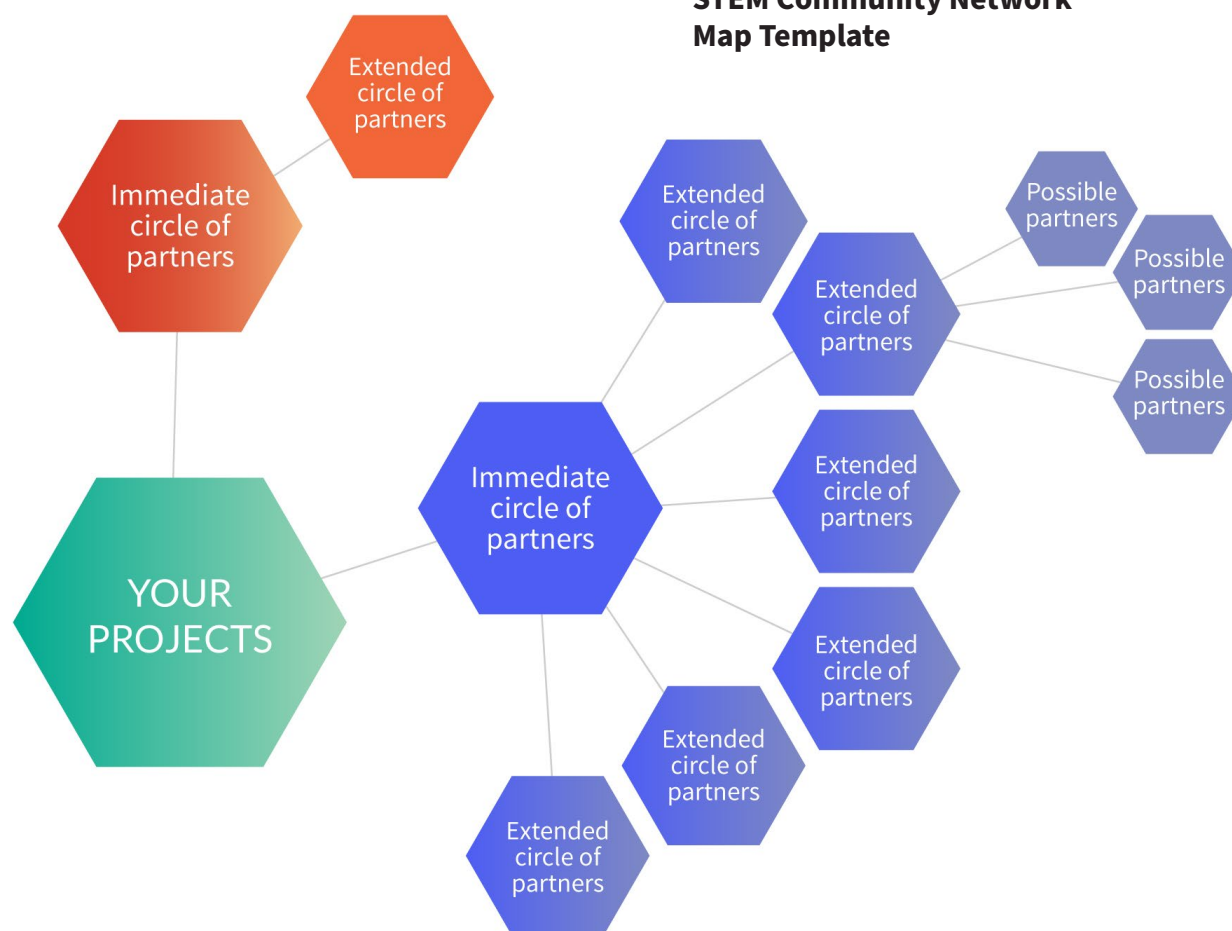 STEM Community Network
Map Template
Extended
circle of
partners
Immediate
circle of
partners
Extended
circle of
partners
Possible
partners
Possible
partners
Extended
circle of
partners
Possible
partners
Immediate
circle of
partners
Extended
circle of
partners
YOUR
PROJECTS
Extended
circle of
partners
Extended
circle of
partners
Extended
circle of
partners